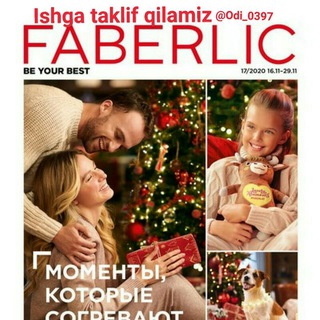 Ishga taklif qilamiz @Odi_0397
FABERLIC
BE YOUR BEST
17/2020 16.11-29.11
МОМЕНТЫ,
КОТОРЫЕ
СОГРЕВАЮТ